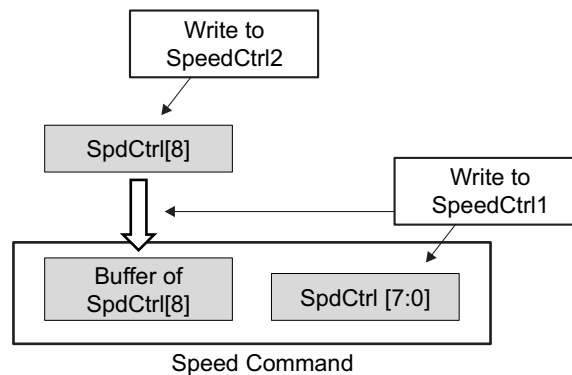 Write to
SpeedCtrl2
SpdCtrl[8]
Write to
SpeedCtrl1
Buffer of
SpdCtrl[8]
SpdCtrl [7:0]
Speed Command